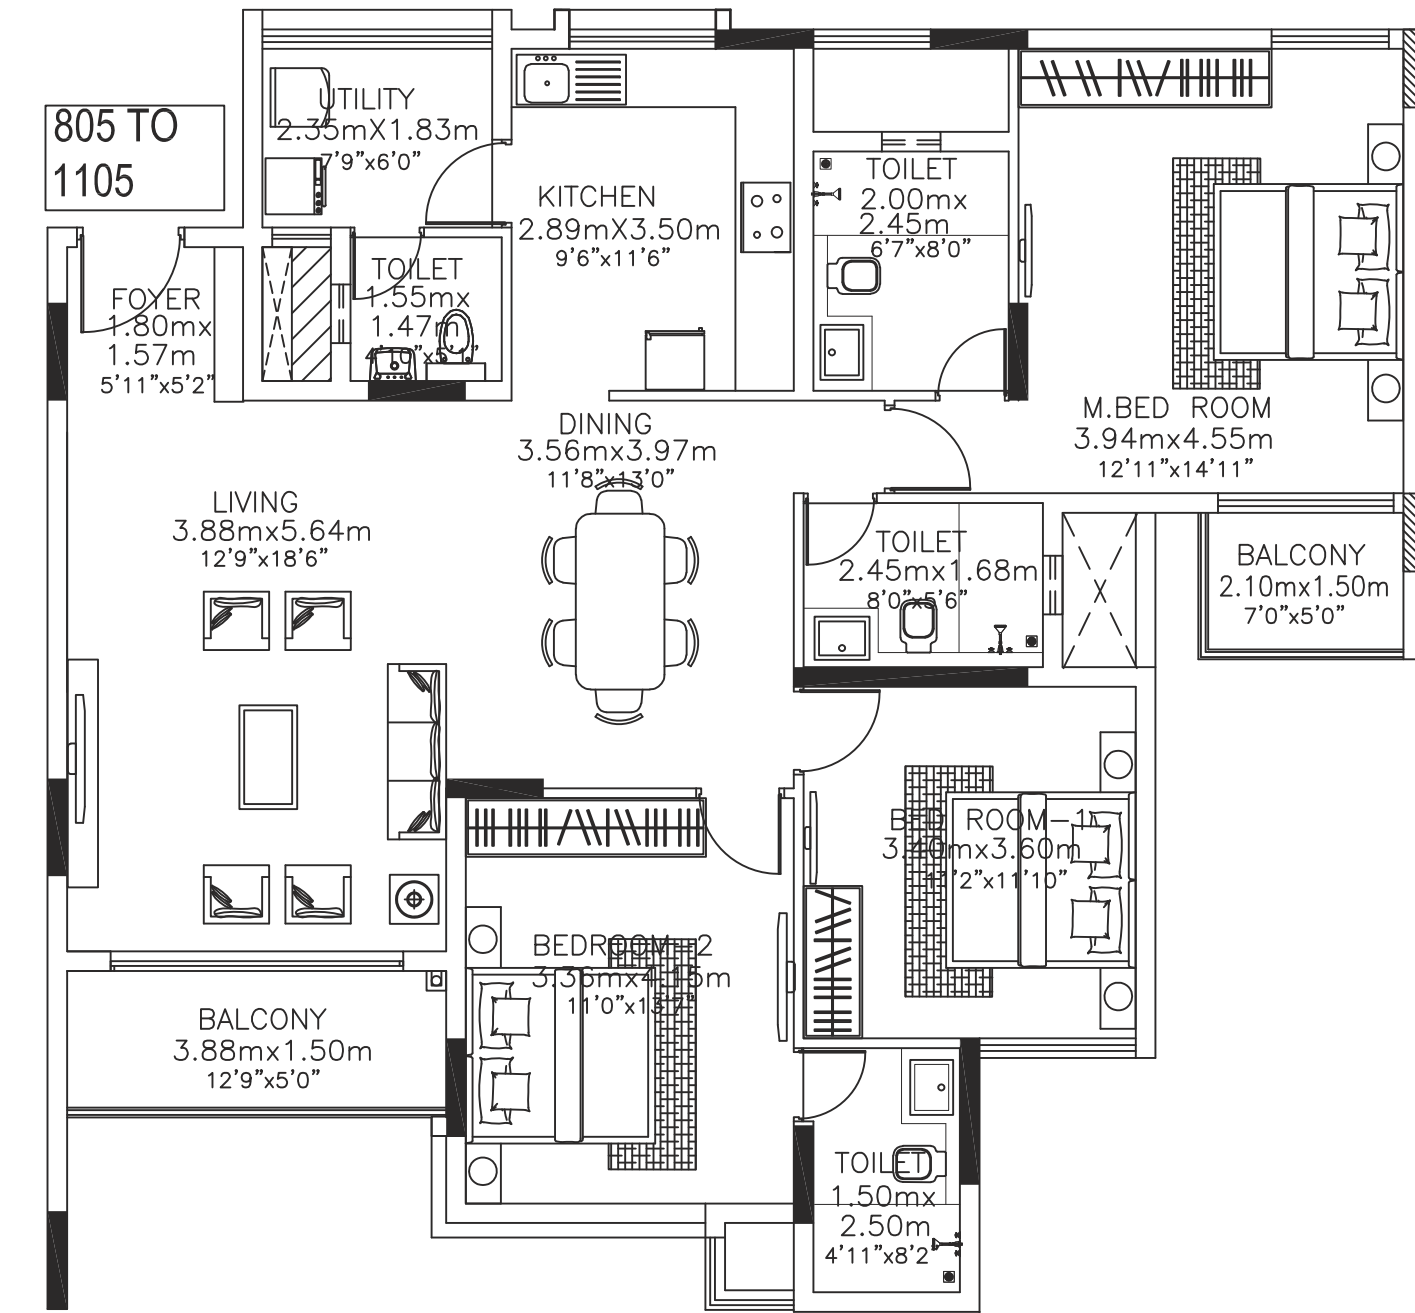 805 TO
1105
UTILITY
2.35mX1.83m
7'9"x6'0"
KITCHEN
2.89mX3.50m
9'6"x11'6"
TOILET
2.00mx
2.45m
6'7"x8'0"
FOYER
1.80mx
1.57m
5'11"x5'2"
TOILET
1.55mx
1.47m
DINING
3.56mx3.97m
11'8"x13'0"
M.BED ROOM
3.94mx4.55m
12'11"x14'11"
LIVING
3.88mx5.64m
12'9"x18'6"
TOILET
2.45mx1.68m
8'0"x5'6"
BALCONY
2.10mx1.50m
7'0"x5'0"
BED ROOM-1
3.40mx3.60m
11'2"x11'10"
BEDROOM-2
3.36mx4.15m
11'0"x13'7"
BALCONY
3.88mx1.50m
12'9"x5'0"
TOILET
1.50mx
2.50m
4'11"x8'2